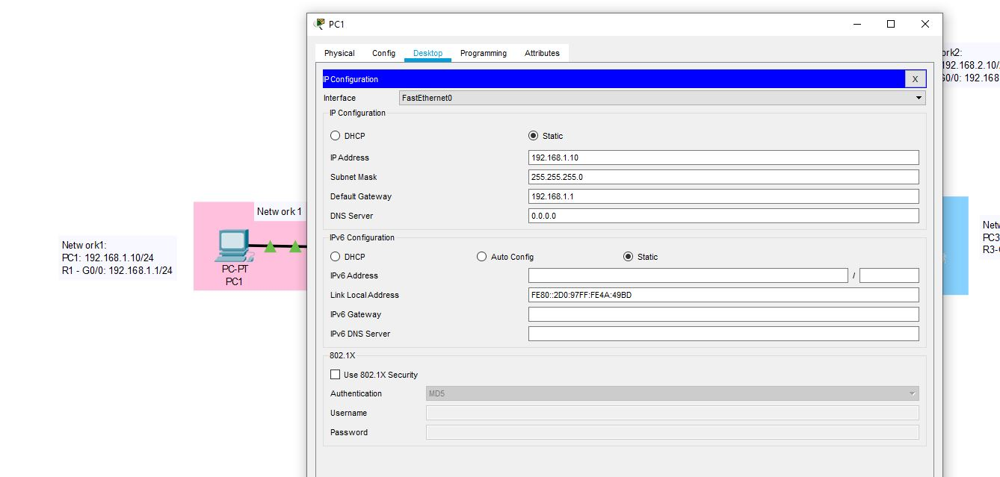 PC1
Physical Config Desktop Programming Attributes
IP Configuration X
Interface FastEthernet0
IP Configuration
DHCP Static
IP Address 192.168.1.10
Subnet Mask 255.255.255.0
Default Gateway 192.168.1.1
DNS Server 0.0.0.0
IPv6 Configuration
DHCP Auto Config Static
IPv6 Address /
Link Local Address FE80::2D0:97FF:FE4A:49BD
IPv6 Gateway
IPv6 DNS Server
802.1X
Use 802.1X Security
Authentication MD5
Username
Password
Network 1
Network1:
PC1: 192.168.1.10/24
R1 - G0/0: 192.168.1.1/24
PC-PT
PC1
ork2:
192.168.2.10/
G0/0: 192.168
Netw
PC3
R3-